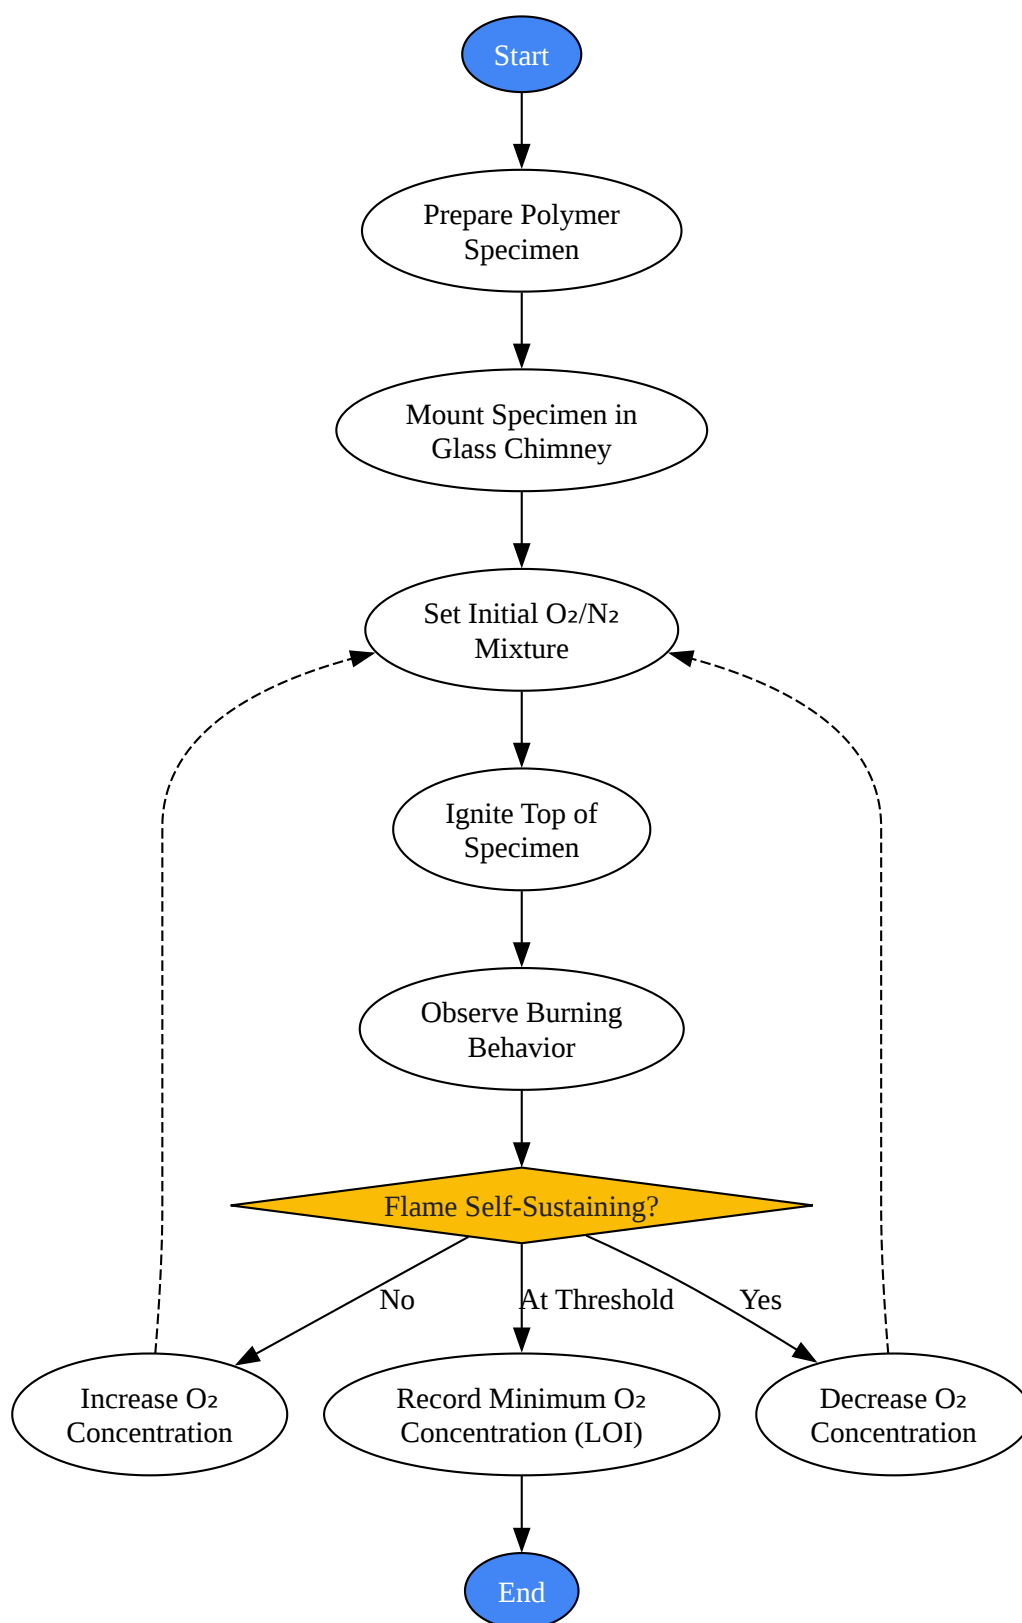 Start
Prepare Polymer
Specimen
Mount Specimen in
Glass Chimney
Set Initial O₂/N₂
Mixture
Ignite Top of
Specimen
Observe Burning
Behavior
Flame Self-Sustaining?
No
At Threshold
Yes
Increase O₂
Concentration
Record Minimum O₂
Concentration (LOI)
Decrease O₂
Concentration
End